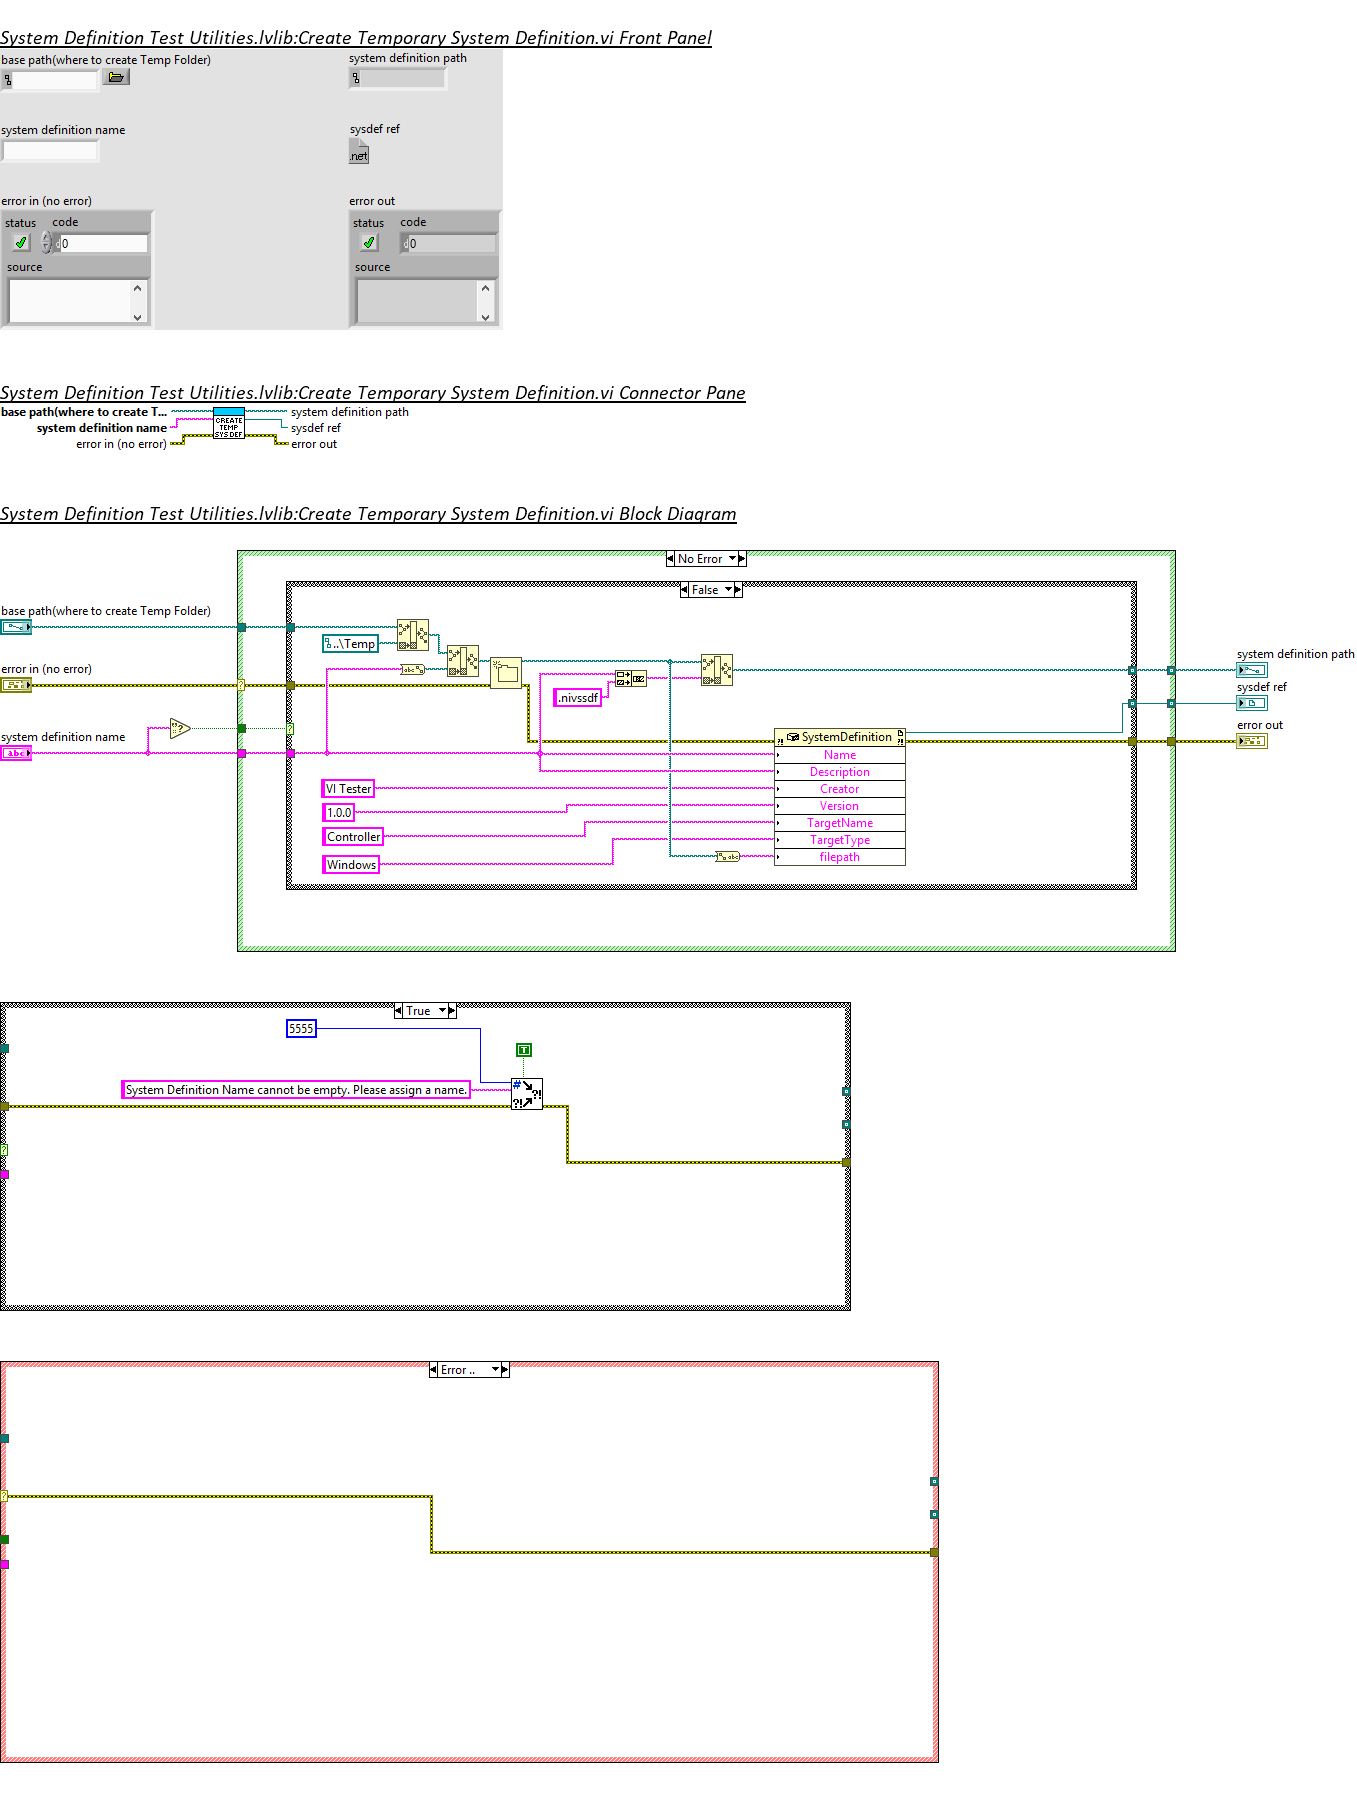 System Definition Test Utilities.lvlib:Create Temporary System Definition.vi Front Panel
base path(where to create Temp Folder)
system definition path
system definition name
sysdef ref
.net
error in (no error)
error out
status code
status code
0
0
source
source
System Definition Test Utilities.lvlib:Create Temporary System Definition.vi Connector Pane
base path(where to create T...
system definition path
system definition name
sysdef ref
error in (no error)
error out
CREATE
TEMP
SYS DEF
System Definition Test Utilities.lvlib:Create Temporary System Definition.vi Block Diagram
No Error
False
base path(where to create Temp Folder)
..\Temp
error in (no error)
abc
.nivssdf
system definition path
sysdef ref
error out
system definition name
abc
SystemDefinition
Name
Description
Creator
Version
TargetName
TargetType
filepath
VI Tester
1.0.0
Controller
Windows
abc
True
5555
T
System Definition Name cannot be empty. Please assign a name.
Error ..